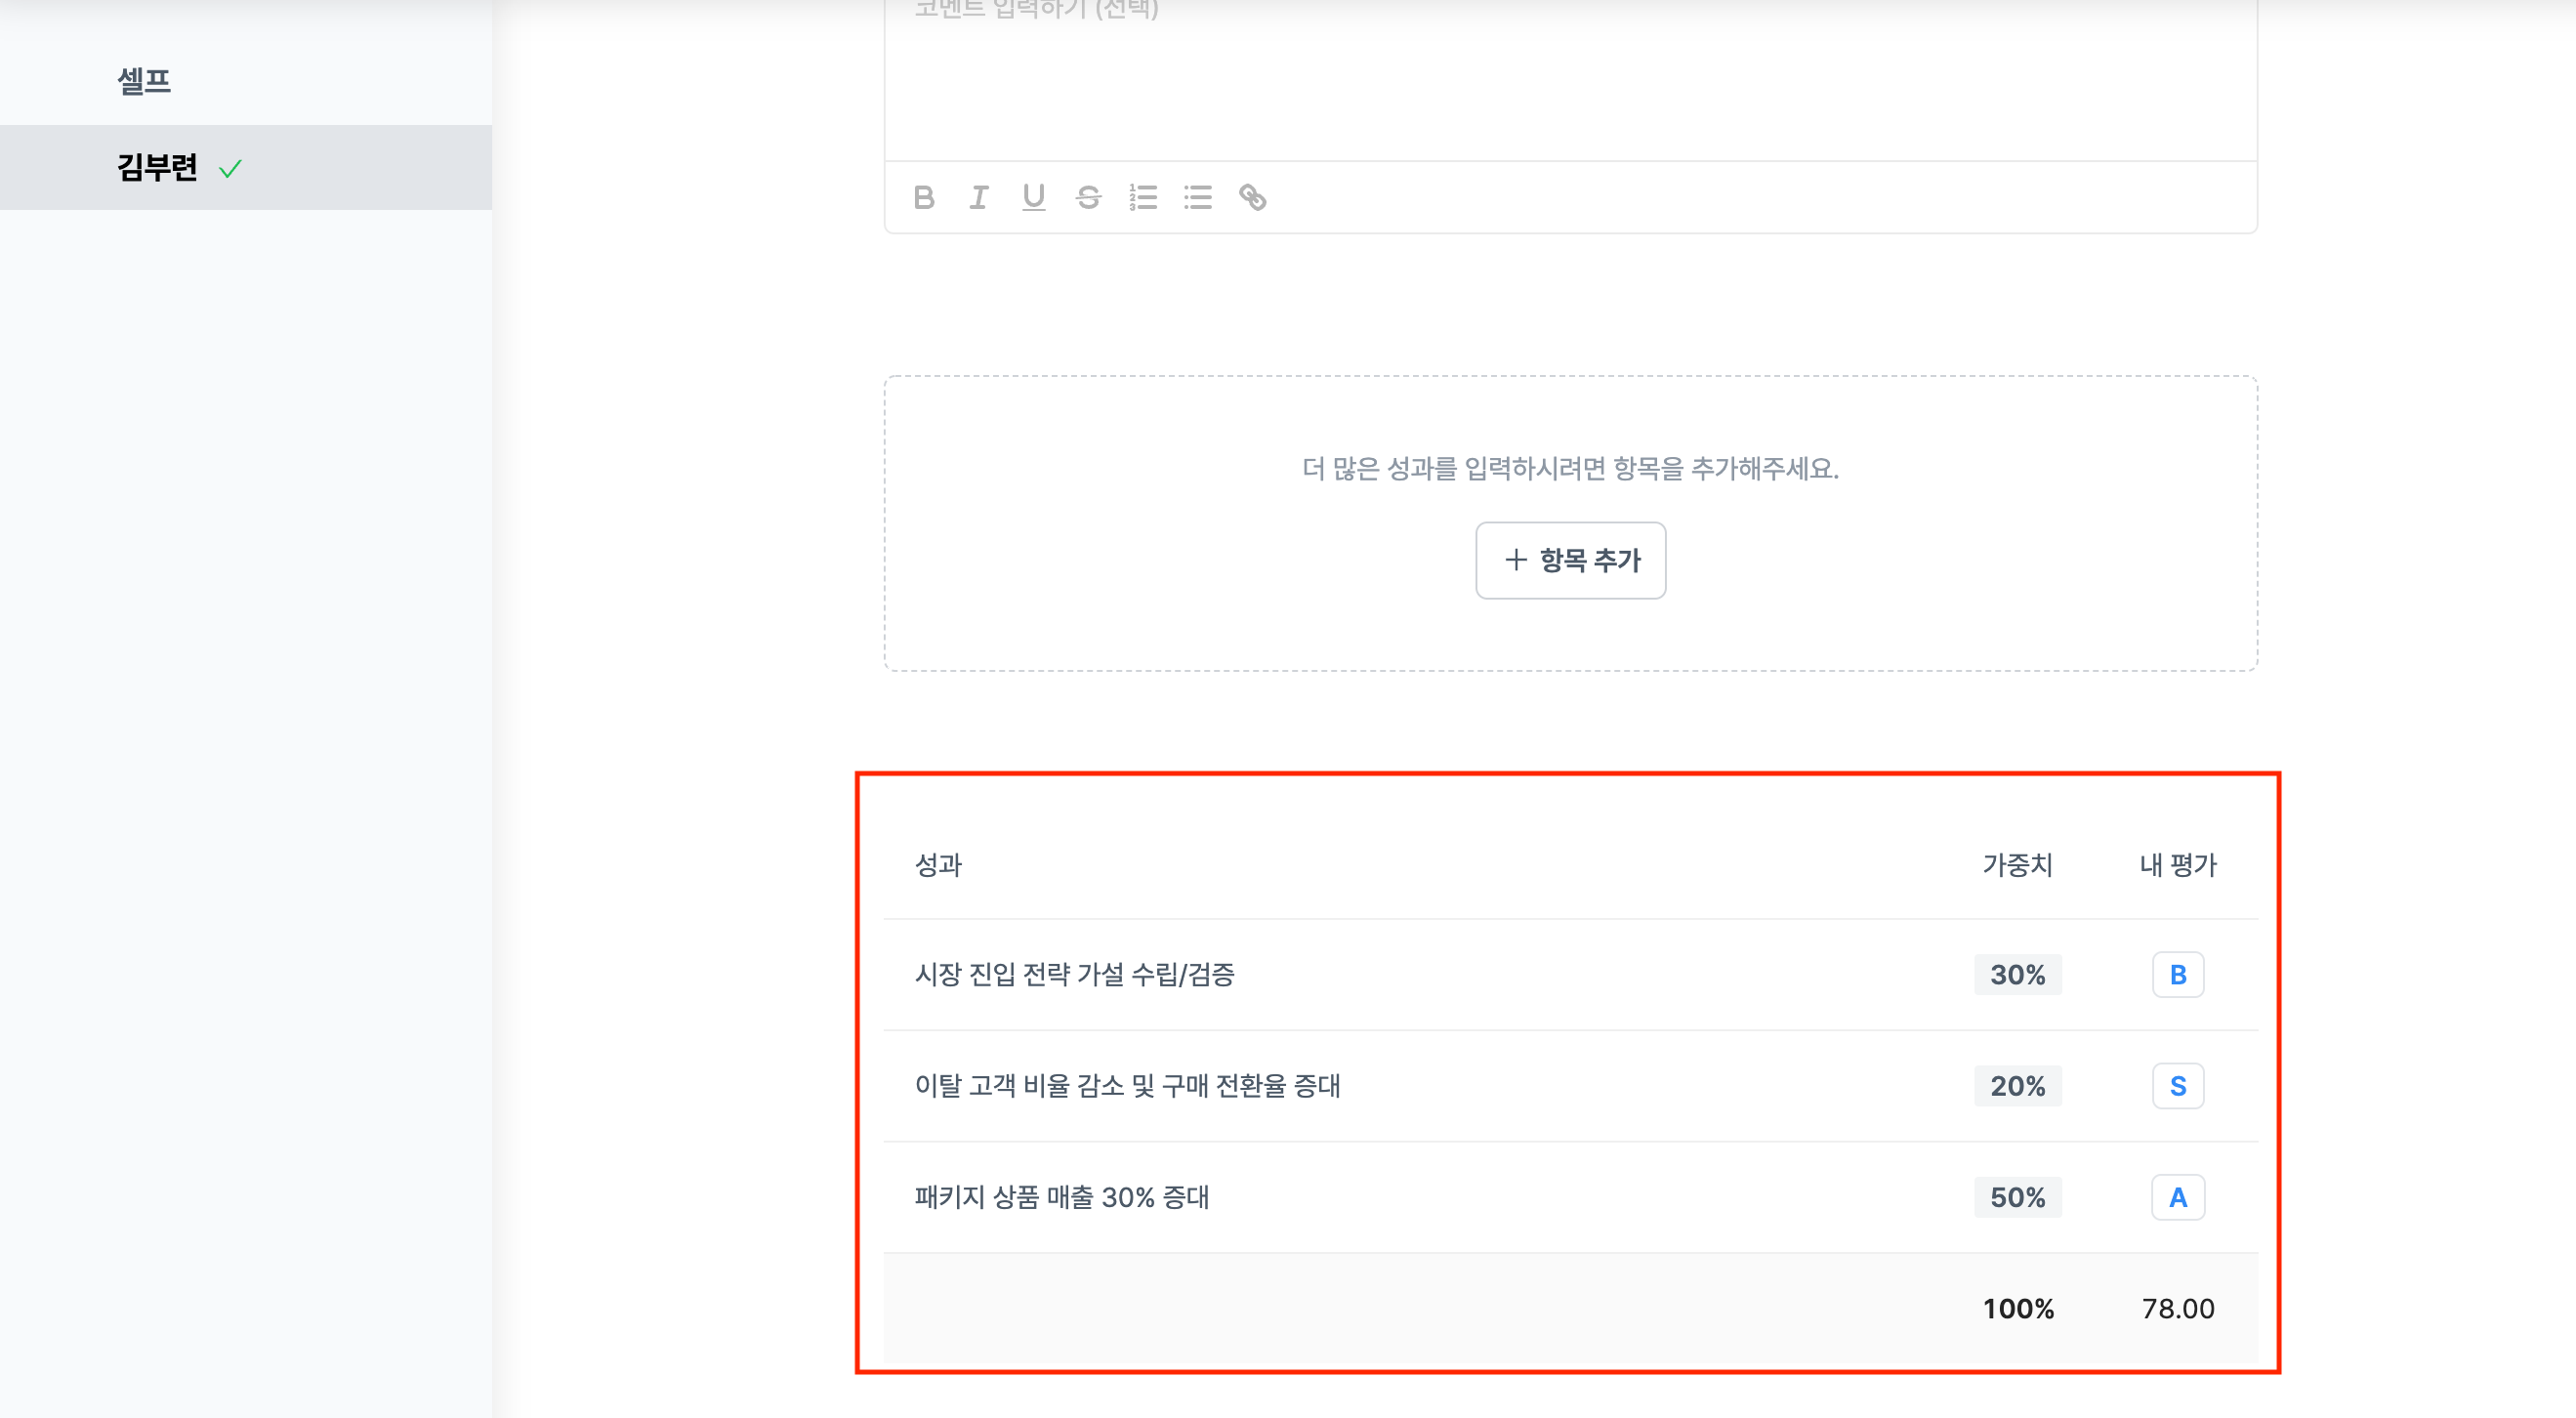 코멘트 입력하기 (선택)
셀프
김부련
더 많은 성과를 입력하시려면 항목을 추가해주세요.
항목 추가
성과 가중치 내 평가
시장 진입 전략 가설 수립/검증 30% B
이탈 고객 비율 감소 및 구매 전환율 증대 20% S
패키지 상품 매출 30% 증대 50% A
100% 78.00